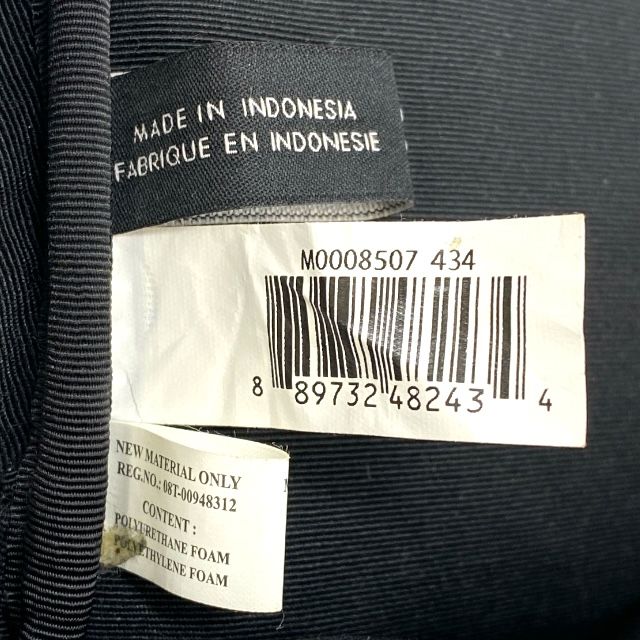 MADE IN INDONESIA
FABRIQUE EN INDONESIE
M0008507 434
8 89732 48243 4
NEW MATERIAL ONLY
REG.NO.: 08T-00948312
CONTENT :
POLYURETHANE FOAM
POLYETHYLENE FOAM